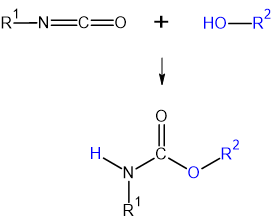 R¹–N=C=O + HO–R²
O
H N C O R²
R¹